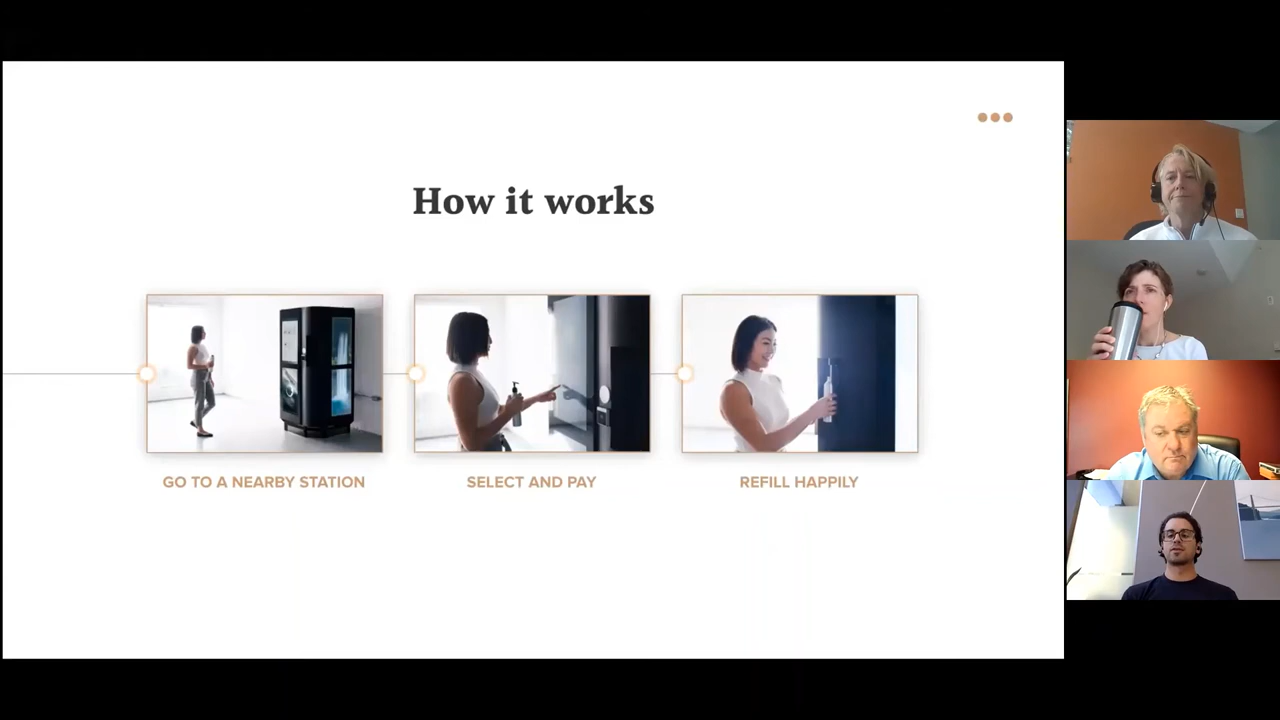 How it works
GO TO A NEARBY STATION
SELECT AND PAY
REFILL HAPPILY